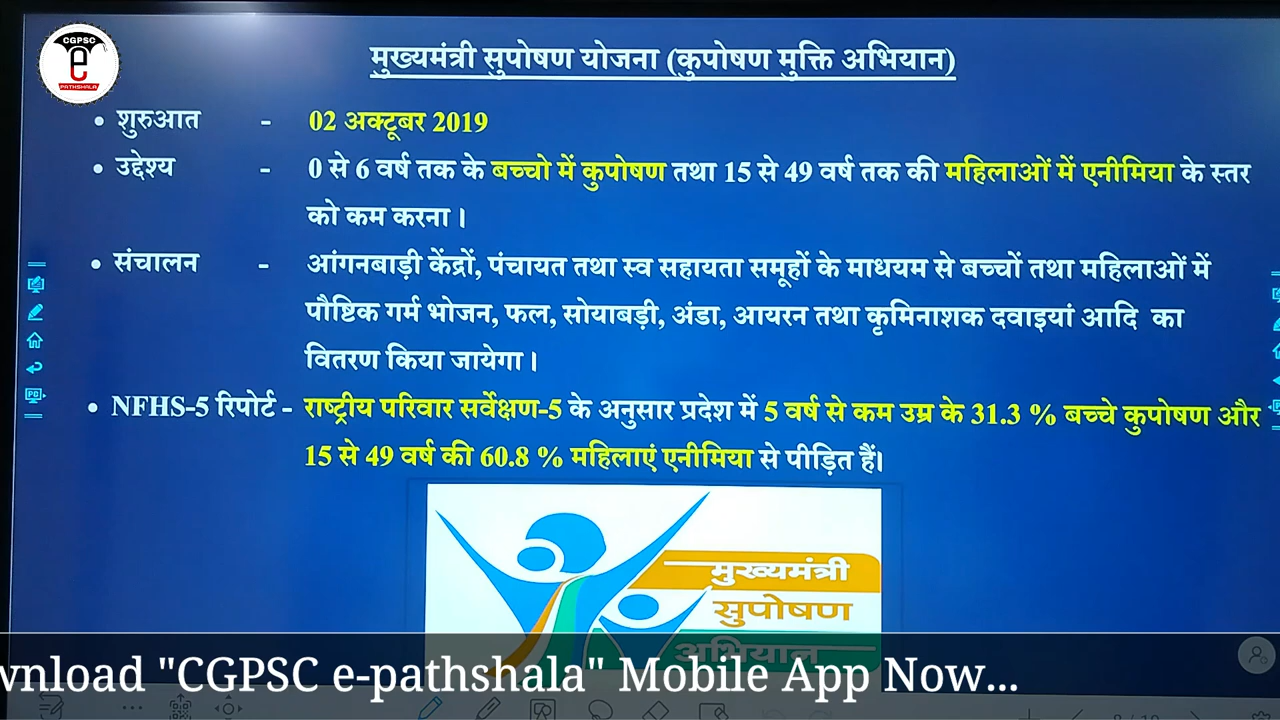 CGPSC
e
PATHSHALA
मुख्यमंत्री सुपोषण योजना (कुपोषण मुक्ति अभियान)
• शुरुआत - 02 अक्टूबर 2019
• उद्देश्य - 0 से 6 वर्ष तक के बच्चो में कुपोषण तथा 15 से 49 वर्ष तक की महिलाओं में एनीमिया के स्तर
को कम करना ।
• संचालन - आंगनबाड़ी केंद्रों, पंचायत तथा स्व सहायता समूहों के माधयम से बच्चों तथा महिलाओं में
पौष्टिक गर्म भोजन, फल, सोयाबड़ी, अंडा, आयरन तथा कृमिनाशक दवाइयां आदि का
वितरण किया जायेगा ।
• NFHS-5 रिपोर्ट - राष्ट्रीय परिवार सर्वेक्षण-5 के अनुसार प्रदेश में 5 वर्ष से कम उम्र के 31.3 % बच्चे कुपोषण और
15 से 49 वर्ष की 60.8 % महिलाएं एनीमिया से पीड़ित हैं।
मुख्यमंत्री
सुपोषण
अभियान
wnload "CGPSC e-pathshala" Mobile App Now...